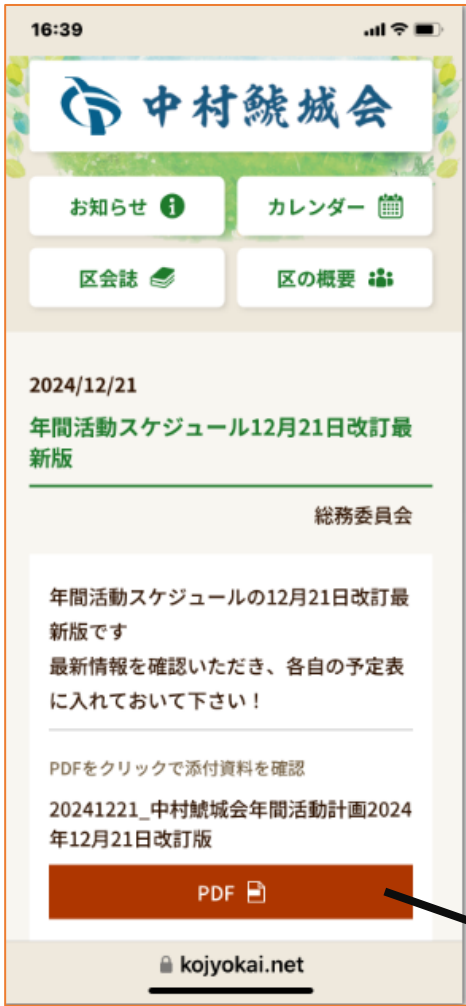 16:39
中村鯱城会
お知らせ
カレンダー
区会誌
区の概要
2024/12/21
年間活動スケジュール12月21日改訂最
新版
総務委員会
年間活動スケジュールの12月21日改訂最
新版です
最新情報を確認いただき、各自の予定表
に入れておいて下さい！
PDFをクリックで添付資料を確認
20241221_中村鯱城会年間活動計画2024
年12月21日改訂版
PDF
kojyokai.net